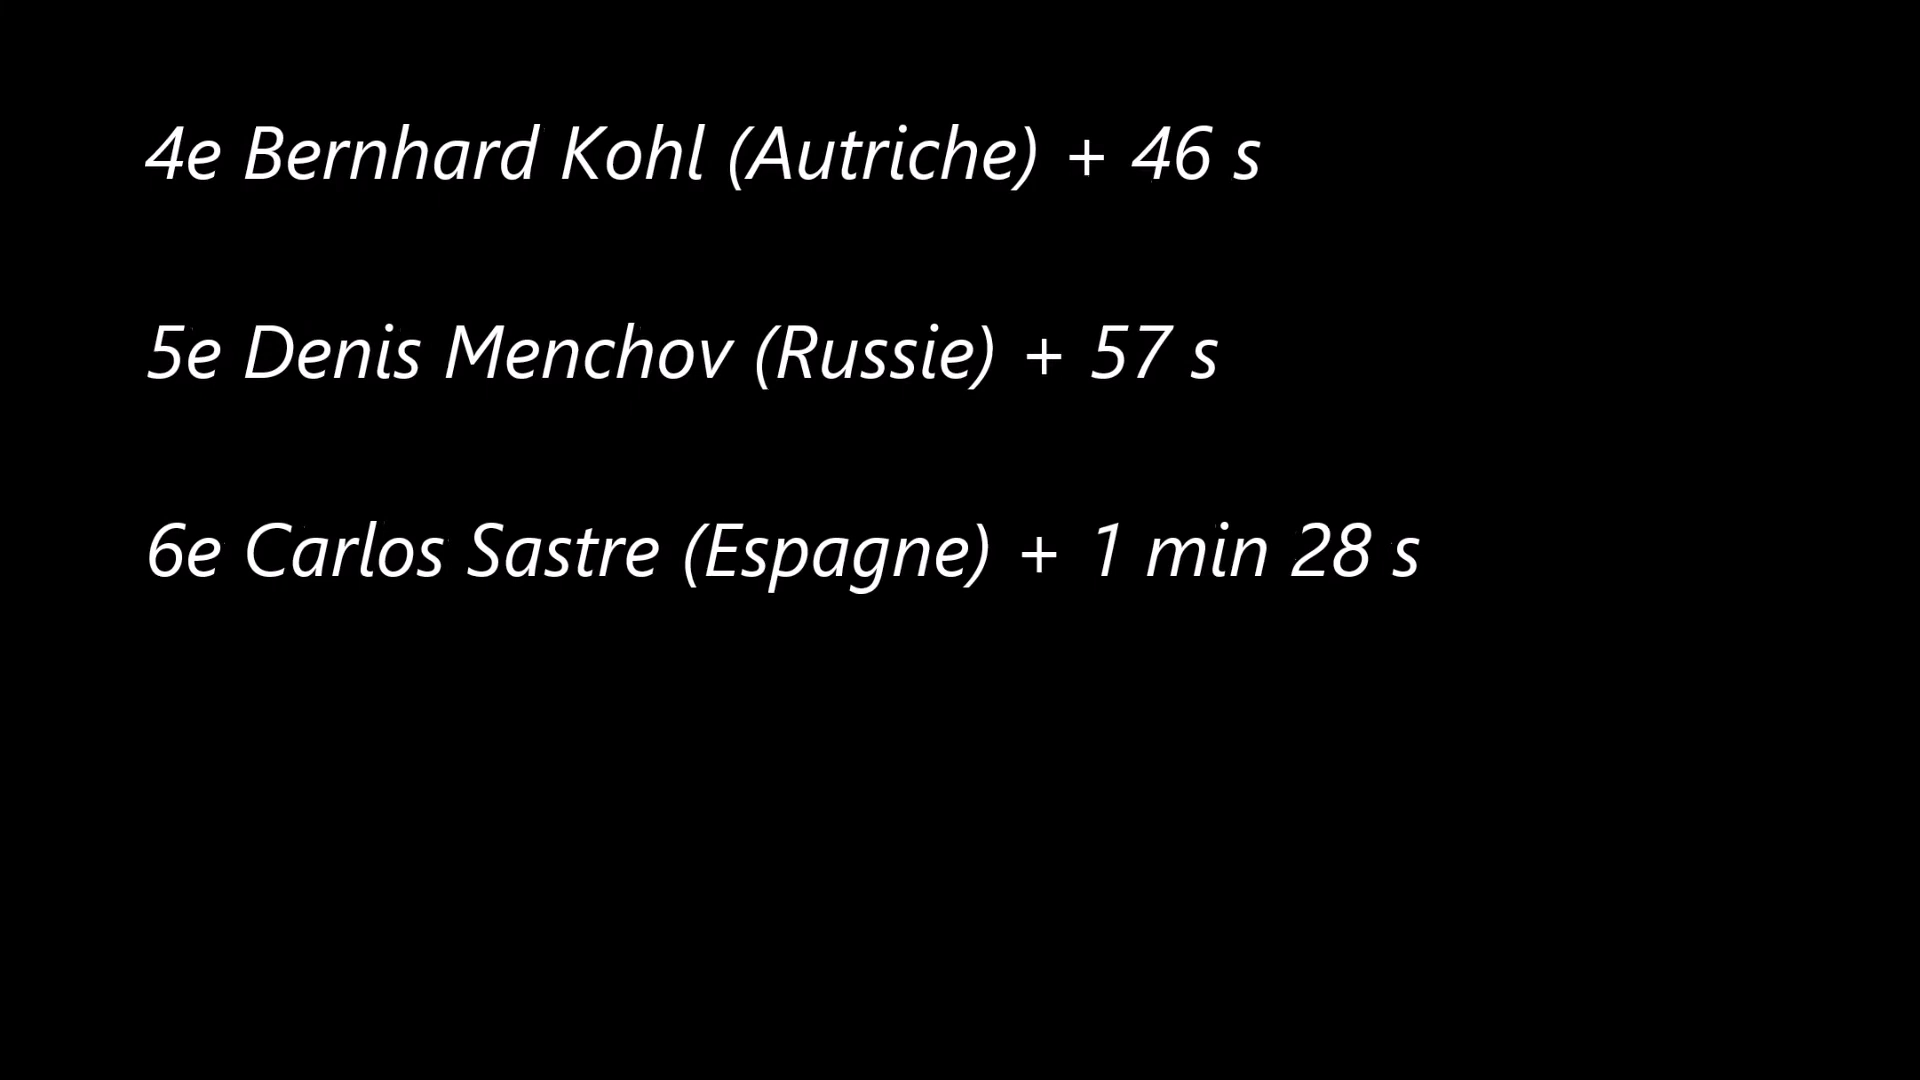 4e Bernhard Kohl (Autriche) + 46 s
5e Denis Menchov (Russie) + 57 s
6e Carlos Sastre (Espagne) + 1 min 28 s